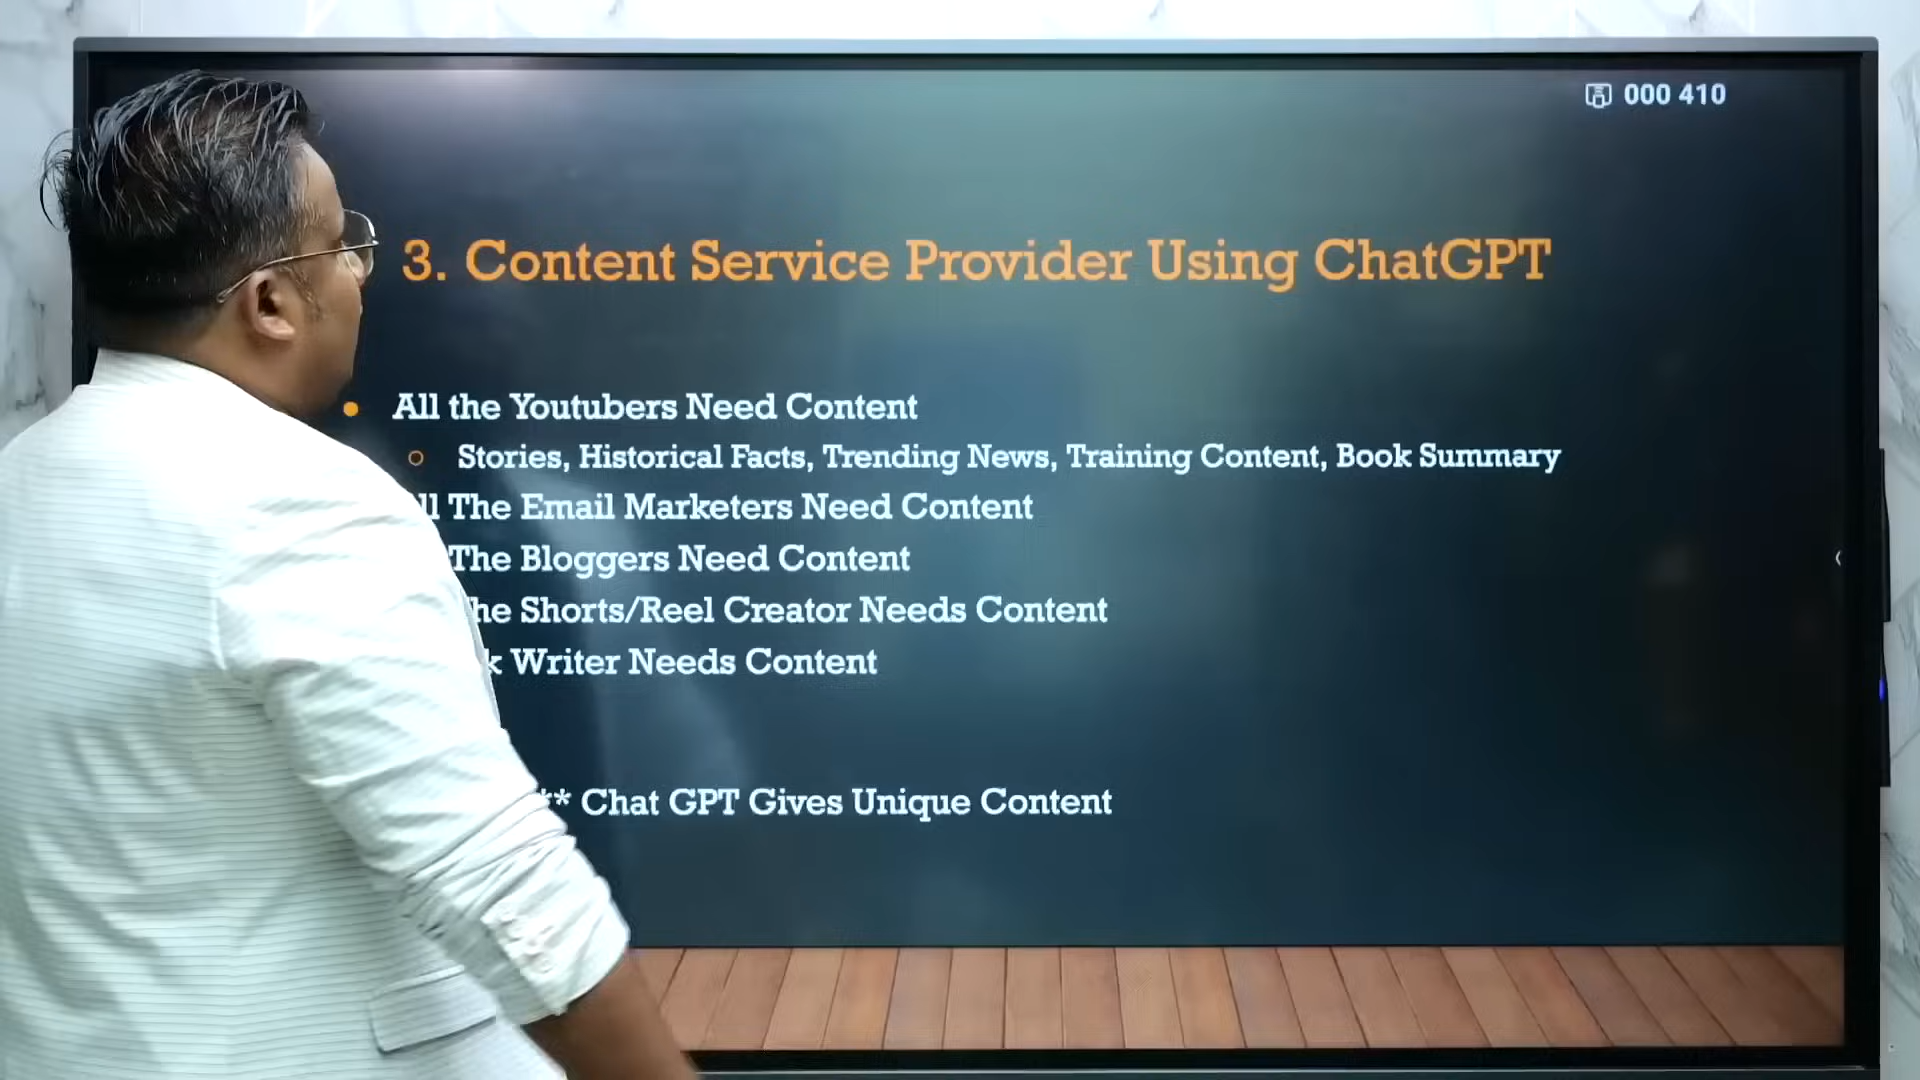 000 410
3. Content Service Provider Using ChatGPT
All the Youtubers Need Content
Stories, Historical Facts, Trending News, Training Content, Book Summary
The Email Marketers Need Content
The Bloggers Need Content
Shorts/Reel Creator Needs Content
Writer Needs Content
** Chat GPT Gives Unique Content